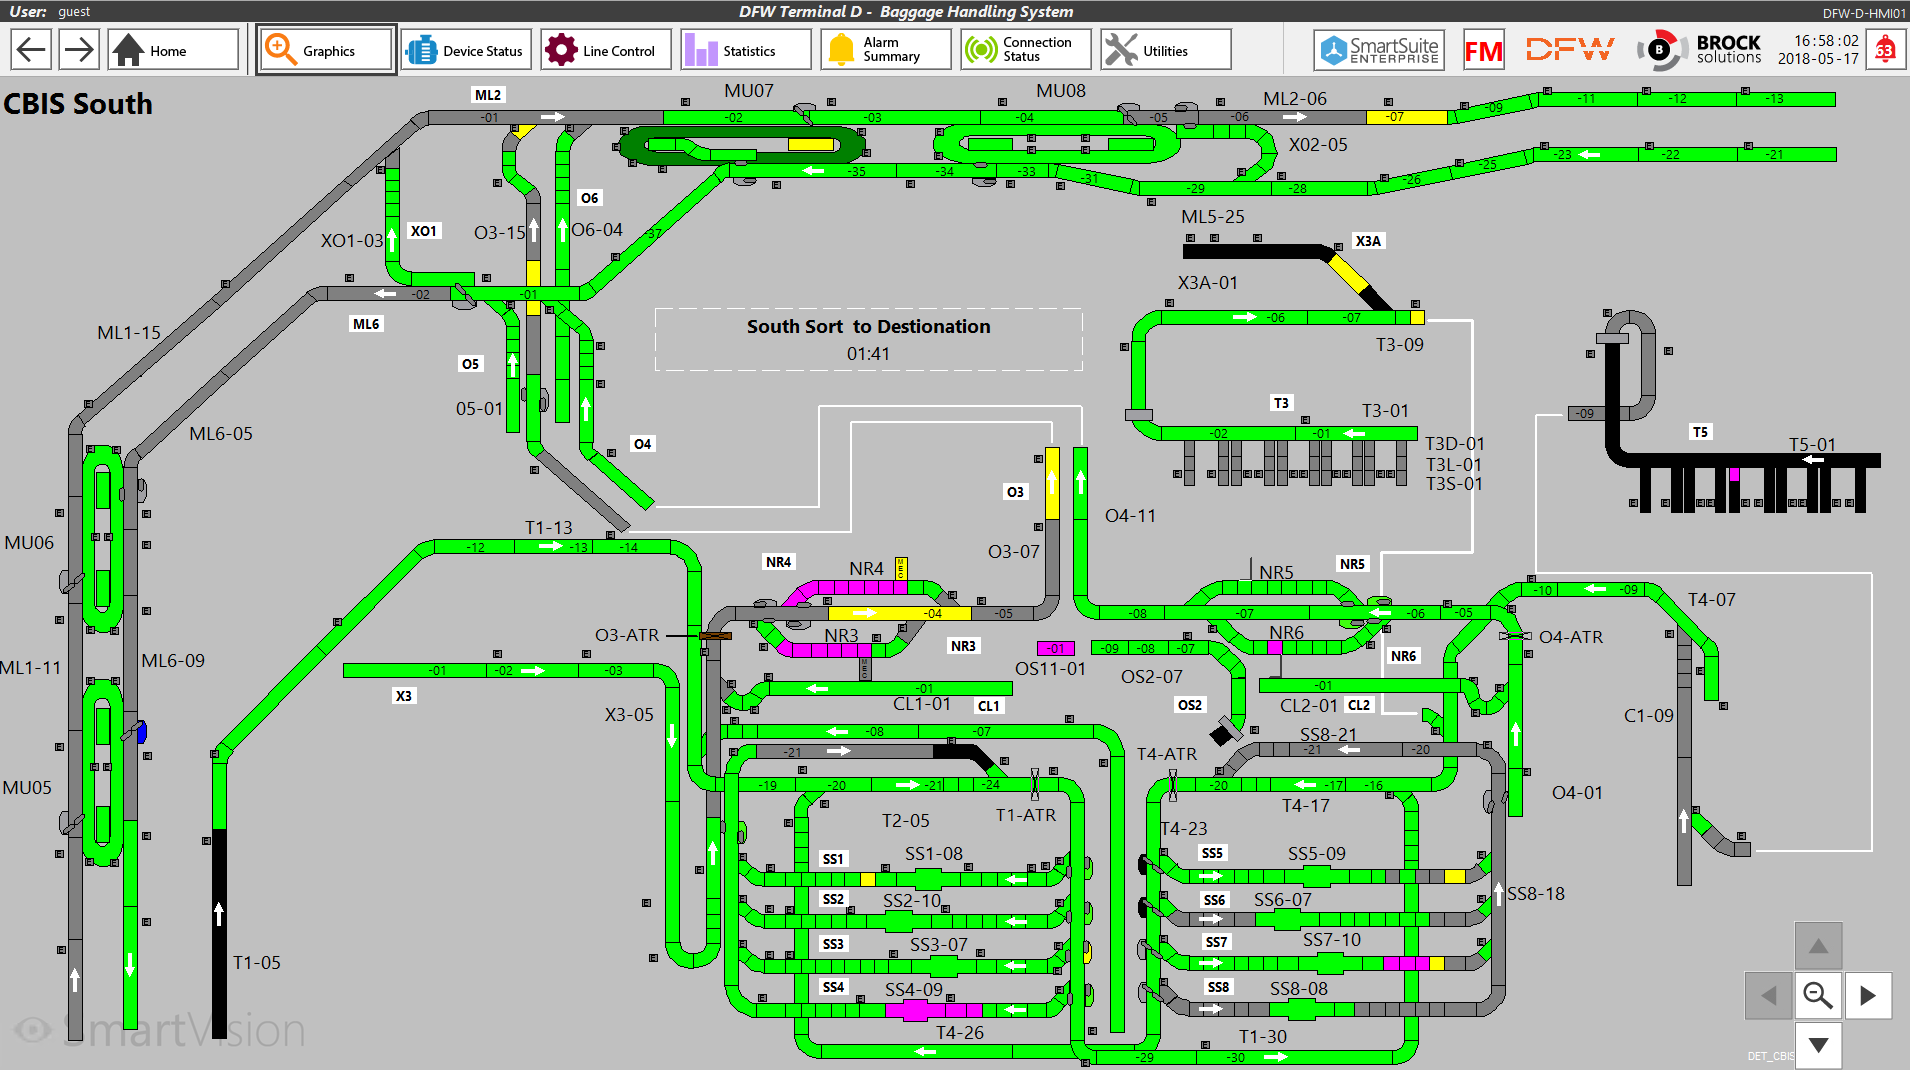 User: guest
DFW Terminal D - Baggage Handling System
DFW-D-HMI01
Home
Graphics
Device Status
Line Control
Statistics
Alarm Summary
Connection Status
Utilities
SmartSuite ENTERPRISE
FM
DFW
B
BROCK solutions
16:58:02
2018-05-17
63
CBIS South
ML2
MU07
MU08
ML2-06
-01
-02
-03
-04
-05
-06
-07
-09
-11
-12
-13
X02-05
-35
-34
-33
-31
-29
-28
-26
-25
-23
-22
-21
O6
XO1-03
XO1
O3-15
O6-04
-37
ML5-25
X3A
X3A-01
-02
-01
ML6
ML1-15
South Sort to Destionation
01:41
-06
-07
T3-09
O5
05-01
ML6-05
O4
T3
T3-01
-02
-01
T3D-01
T3L-01
T3S-01
-09
T5
T5-01
O3
O4-11
T1-13
-12
-13
-14
O3-07
MU06
NR4
NR4
MEC
NR5
NR5
-10
-09
T4-07
-04
-05
-08
-07
-06
-05
O3-ATR
NR3
NR3
NR6
NR6
O4-ATR
ML1-11
ML6-09
-01
-02
-03
X3
-01
OS11-01
-09
-08
-07
OS2-07
-01
CL1-01
CL1
OS2
-01
CL2-01
CL2
MEC
X3-05
C1-09
-08
-07
SS8-21
-21
T4-ATR
-21
-20
MU05
-19
-20
-21
-24
T1-ATR
-20
-17
-16
T4-17
O4-01
T2-05
T4-23
SS1
SS1-08
SS5
SS5-09
SS2
SS2-10
SS6
SS6-07
SS8-18
SS3
SS3-07
SS7
SS7-10
T1-05
SS4
SS4-09
SS8
SS8-08
T4-26
T1-30
-29
-30
SmartVision
DET_CBIS